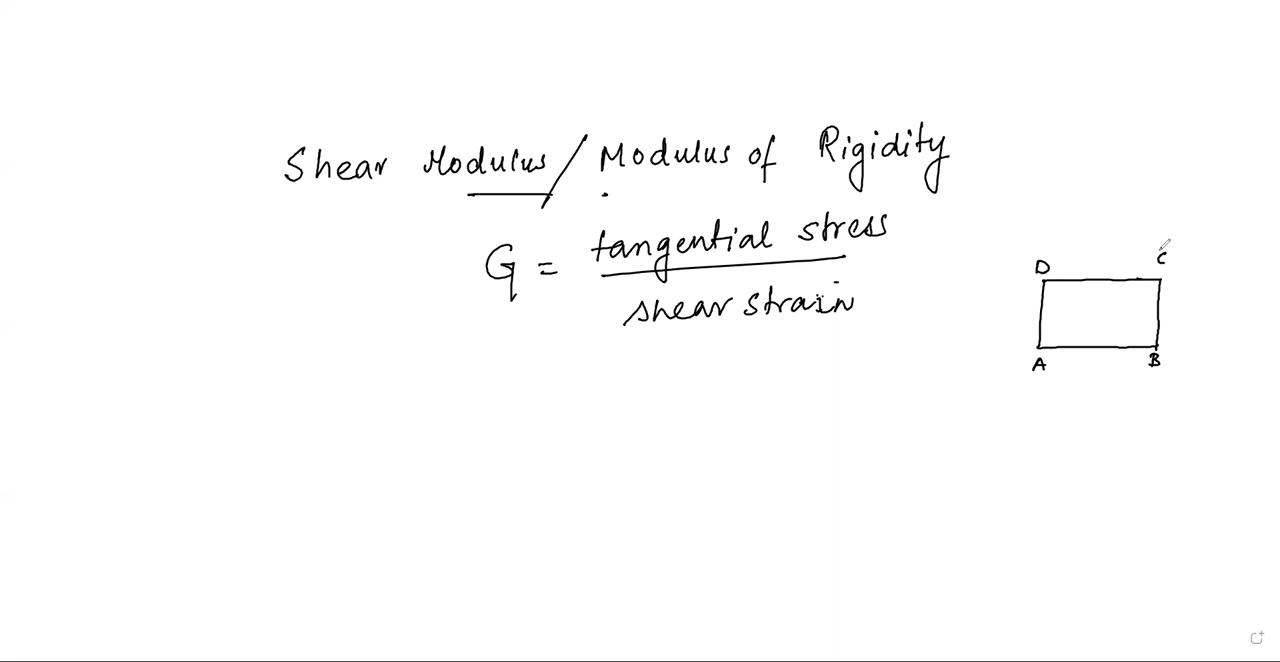 Shear Modulus / Modulus of Rigidity
G = tangential stress
shear strain
D C
A B